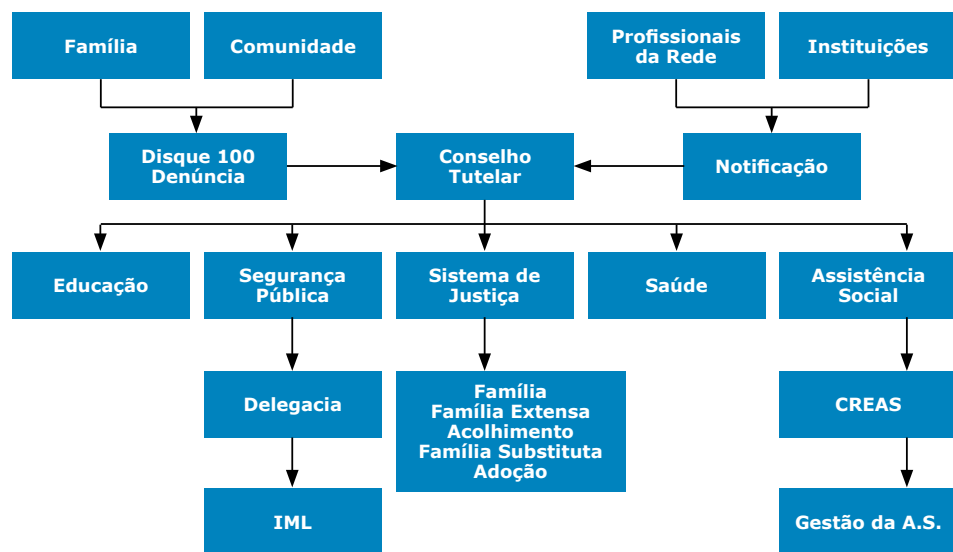 Família
Comunidade
Profissionais
da Rede
Instituições
Disque 100
Denúncia
Conselho
Tutelar
Notificação
Educação
Segurança
Pública
Sistema de
Justiça
Saúde
Assistência
Social
Delegacia
Família
Família Extensa
Acolhimento
Família Substituta
Adoção
CREAS
IML
Gestão da A.S.